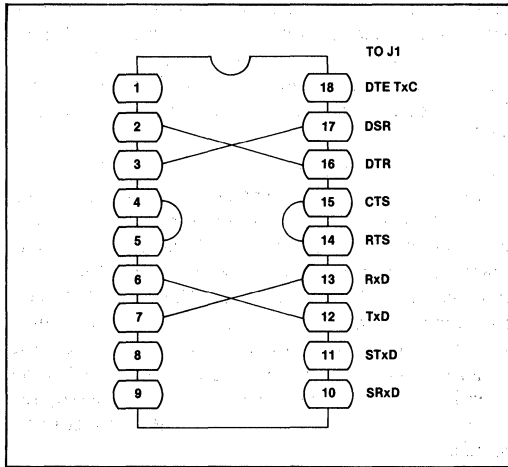 TO J1
1 18 DTE TxC
2 17 DSR
3 16 DTR
4 15 CTS
5 14 RTS
6 13 RxD
7 12 TxD
8 11 STxD
9 10 SRxD